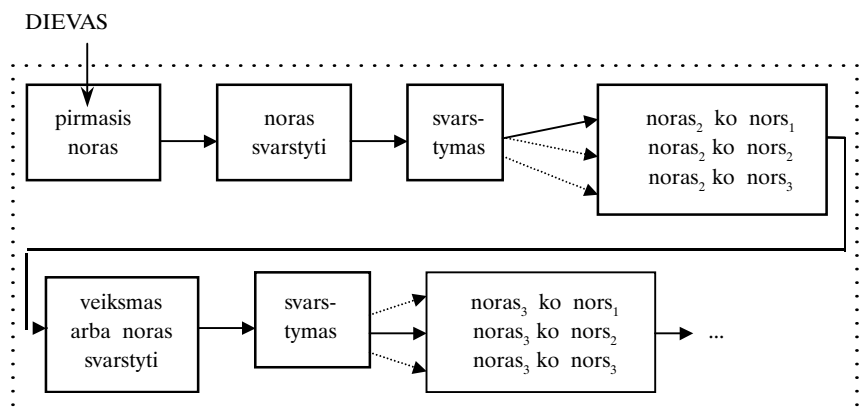 DIEVAS
pirmasis
noras
noras
svarstyti
svars-
tymas
noras₂ ko nors₁
noras₂ ko nors₂
noras₂ ko nors₃
veiksmas
arba noras
svarstyti
svars-
tymas
noras₃ ko nors₁
noras₃ ko nors₂
noras₃ ko nors₃
...